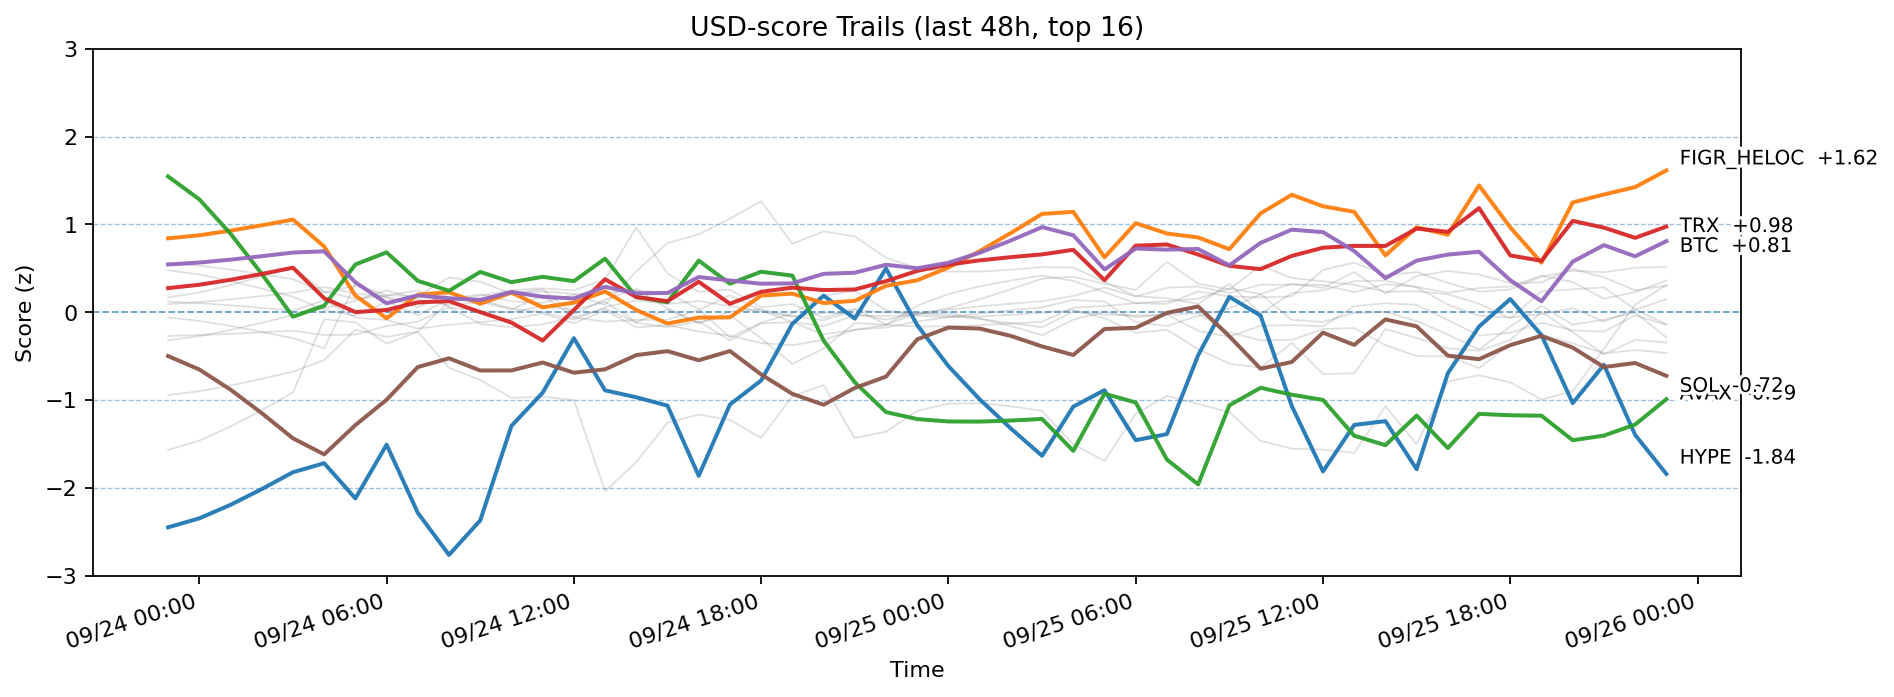 USD-score Trails (last 48h, top 16)
Score (z)
3
2
1
0
−1
−2
−3
FIGR_HELOC +1.62
TRX +0.98
BTC +0.81
SOL -0.72
HYPE -1.84
09/24 00:00
09/24 06:00
09/24 12:00
09/24 18:00
09/25 00:00
09/25 06:00
09/25 12:00
09/25 18:00
09/26 00:00
Time